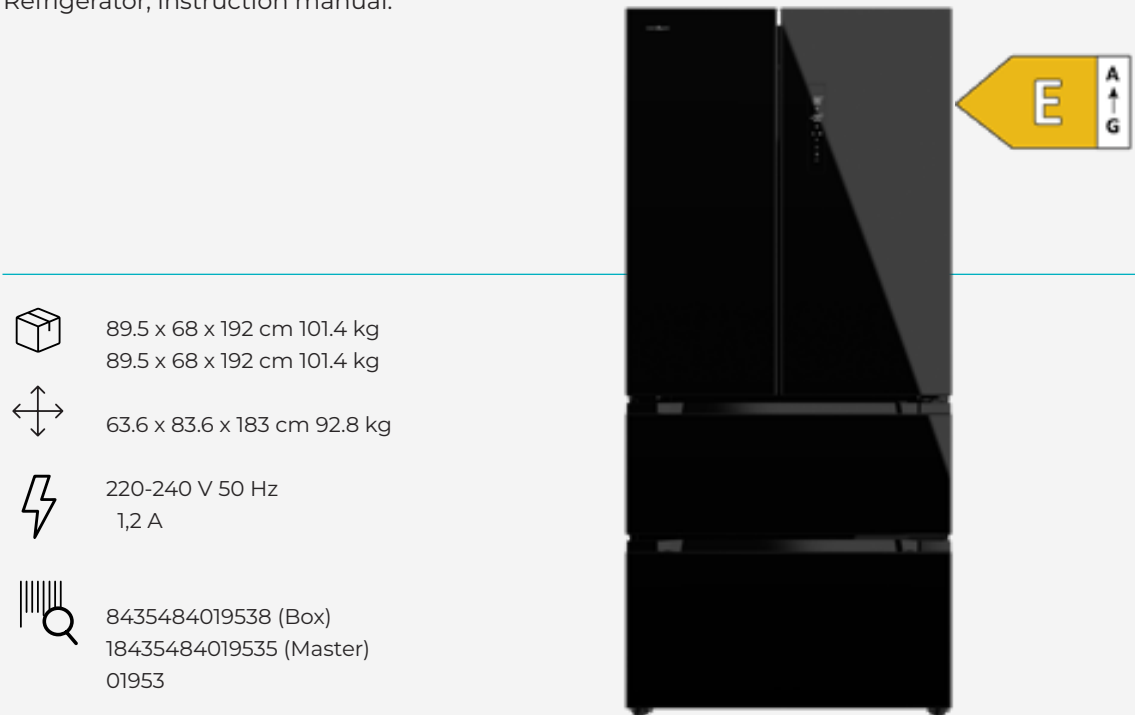 Refrigerator, instruction manual.
E
A
G
89.5 x 68 x 192 cm 101.4 kg
89.5 x 68 x 192 cm 101.4 kg
63.6 x 83.6 x 183 cm 92.8 kg
220-240 V 50 Hz
1,2 A
8435484019538 (Box)
18435484019535 (Master)
01953